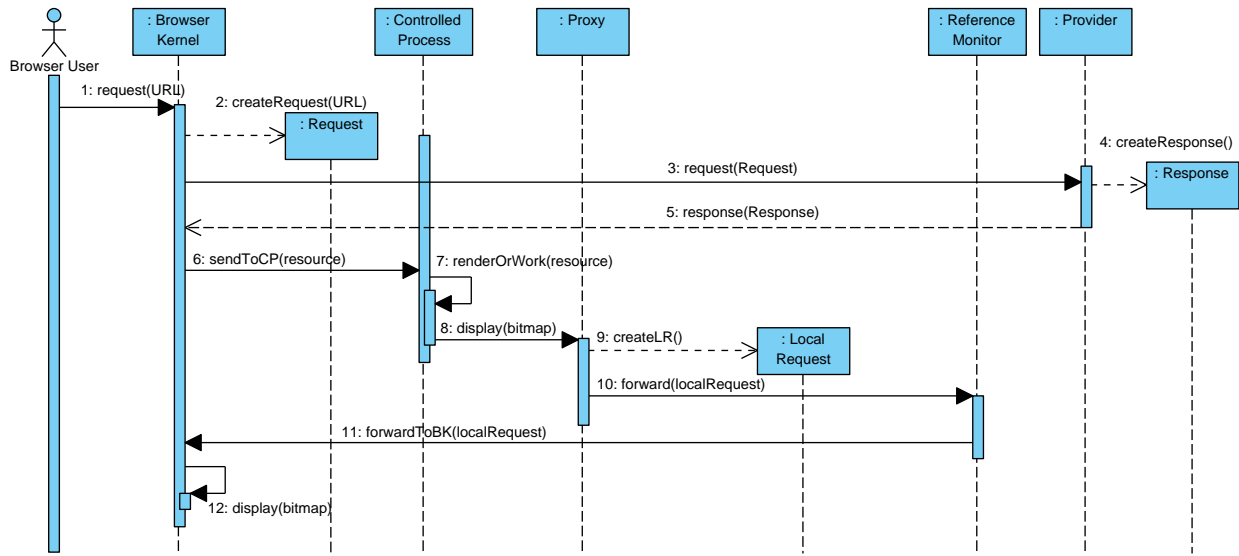 : Browser
Kernel
: Controlled
Process
: Proxy
: Reference
Monitor
: Provider
Browser User
1: request(URL)
2: createRequest(URL)
: Request
4: createResponse()
3: request(Request)
: Response
5: response(Response)
6: sendToCP(resource)
7: renderOrWork(resource)
8: display(bitmap)
9: createLR()
: Local
Request
10: forward(localRequest)
11: forwardToBK(localRequest)
12: display(bitmap)